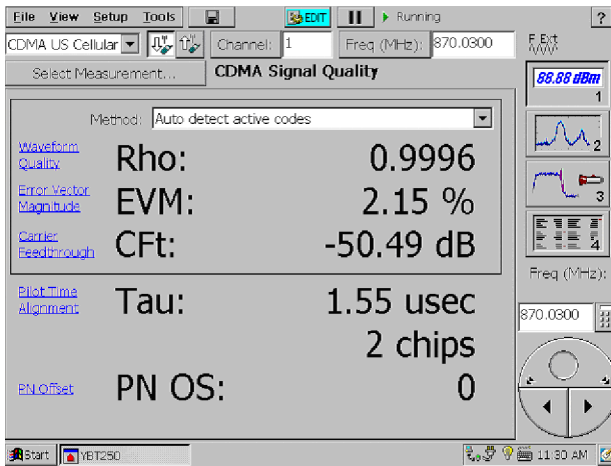 File View Setup Tools EDIT Running ?
CDMA US Cellular Channel: 1 Freq (MHz): 870.0300 F Ext
Select Measurement... CDMA Signal Quality
88.88 dBm
1
Method: Auto detect active codes
2
Waveform Quality Rho: 0.9996
Error Vector Magnitude EVM: 2.15 %
3
Carrier Feedthrough CFt: -50.49 dB
4
Freq (MHz):
Pilot Time Alignment Tau: 1.55 usec
870.0300
2 chips
PN Offset PN OS: 0
Start YBT250 11:30 AM